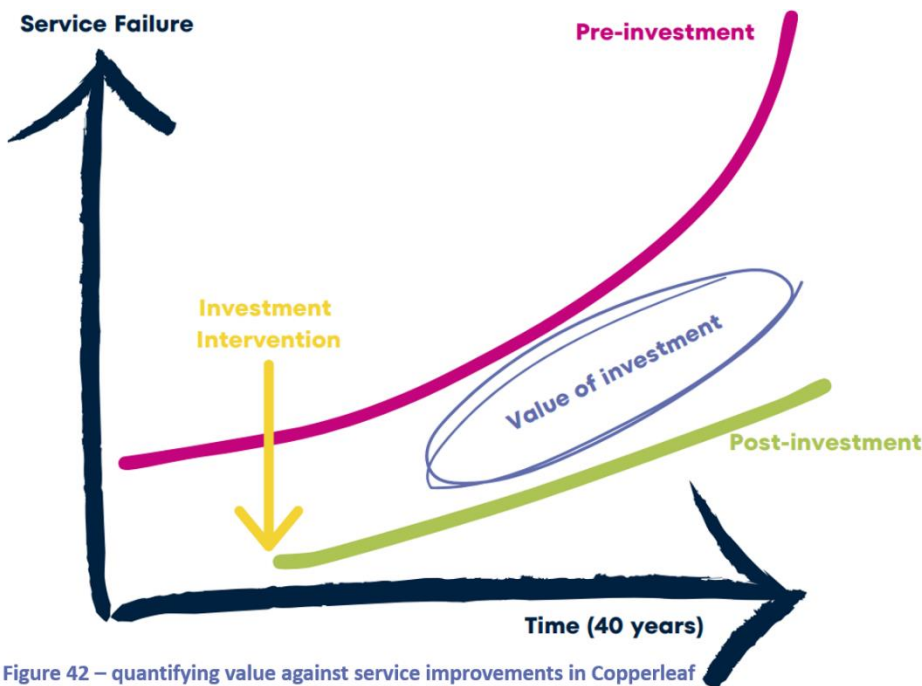 Service Failure
Pre-investment
Investment
Intervention
Value of investment
Post-investment
Time (40 years)
Figure 42 – quantifying value against service improvements in Copperleaf